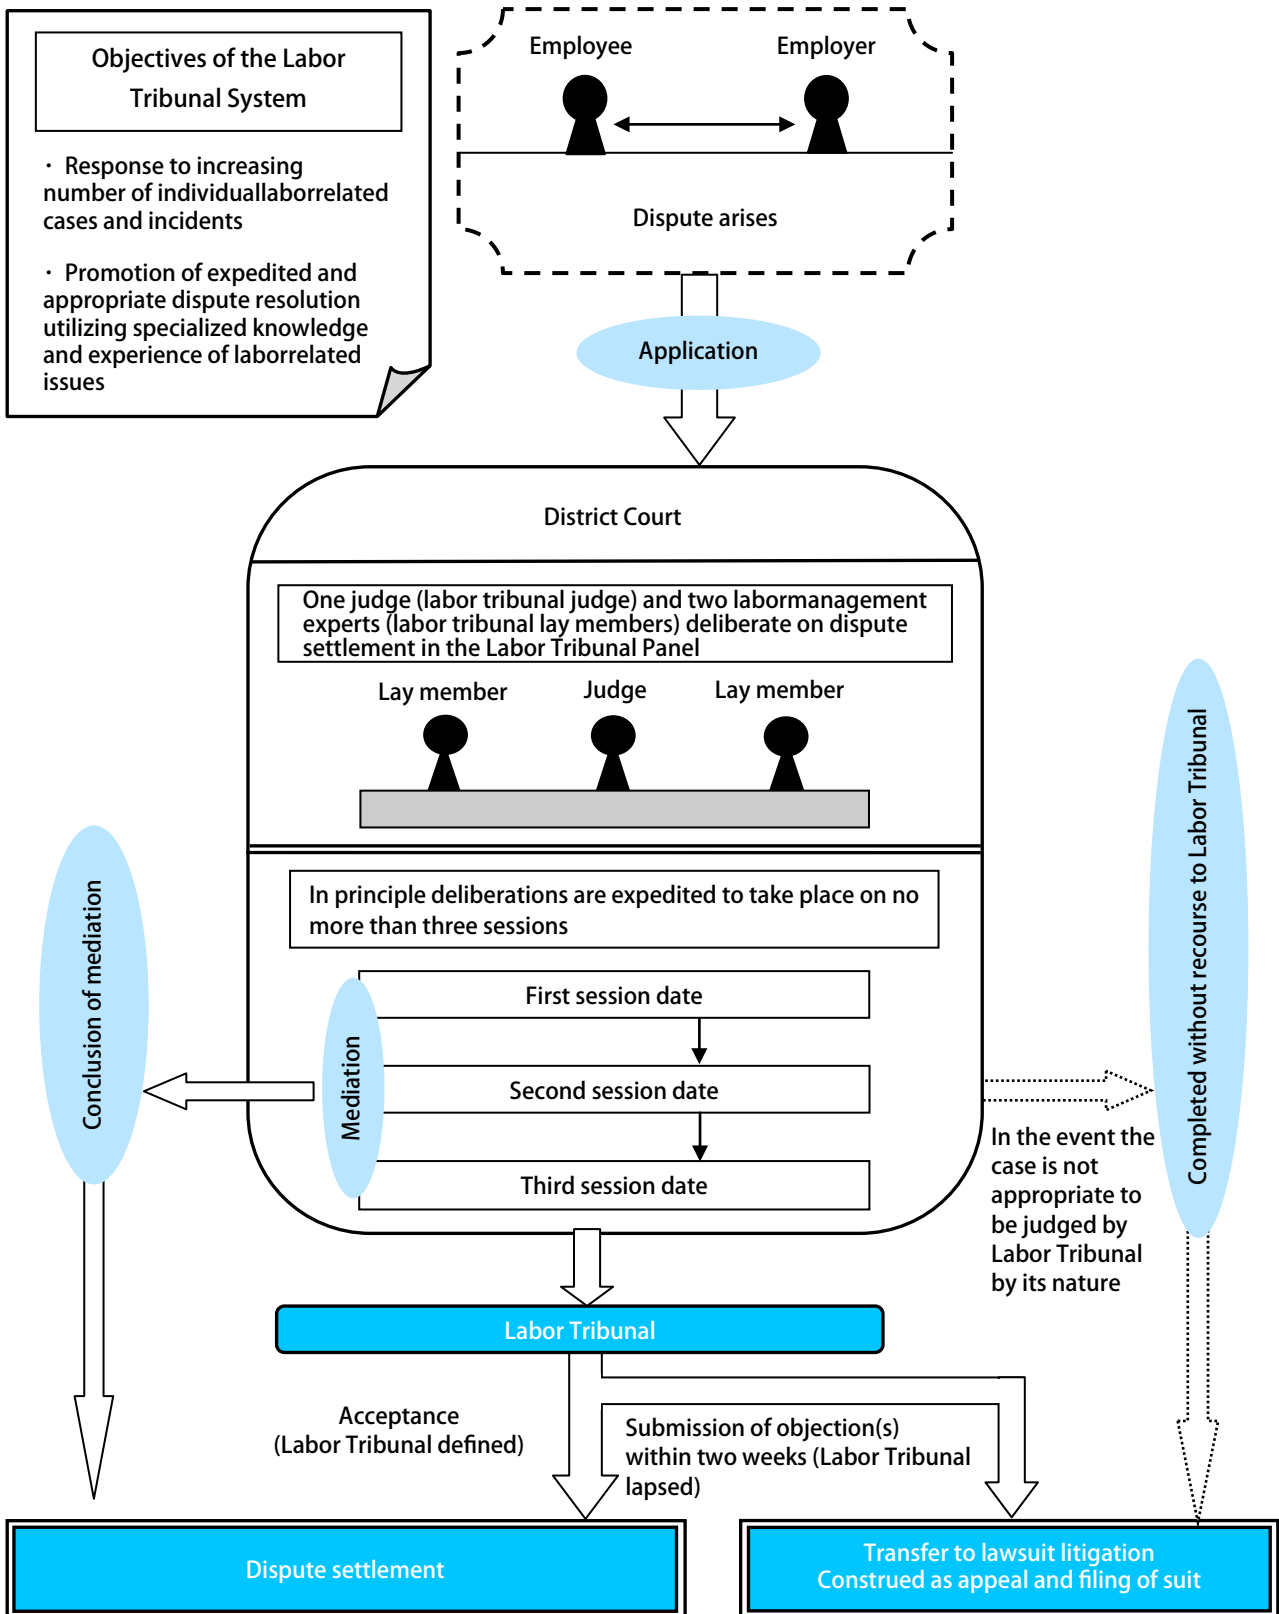 Objectives of the Labor
Tribunal System
・ Response to increasing
number of individuallaborrelated
cases and incidents
・ Promotion of expedited and
appropriate dispute resolution
utilizing specialized knowledge
and experience of laborrelated
issues
Employee
Employer
Dispute arises
Application
District Court
One judge (labor tribunal judge) and two labormanagement
experts (labor tribunal lay members) deliberate on dispute
settlement in the Labor Tribunal Panel
Lay member
Judge
Lay member
In principle deliberations are expedited to take place on no
more than three sessions
First session date
Second session date
Third session date
Mediation
Conclusion of mediation
Completed without recourse to Labor Tribunal
In the event the
case is not
appropriate to
be judged by
Labor Tribunal
by its nature
Labor Tribunal
Acceptance
(Labor Tribunal defined)
Submission of objection(s)
within two weeks (Labor Tribunal
lapsed)
Dispute settlement
Transfer to lawsuit litigation
Construed as appeal and filing of suit